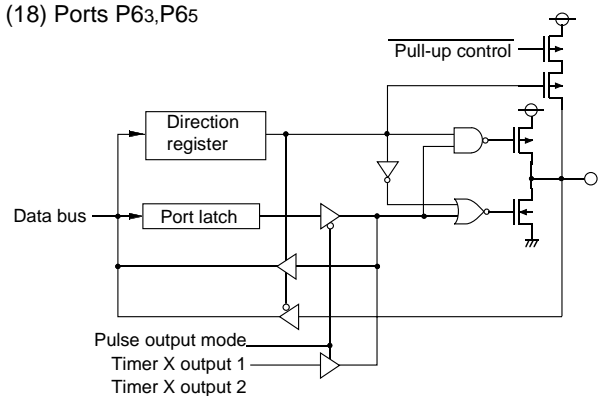 (18) Ports P63,P65
Pull-up control
Direction
register
Data bus
Port latch
Pulse output mode
Timer X output 1
Timer X output 2